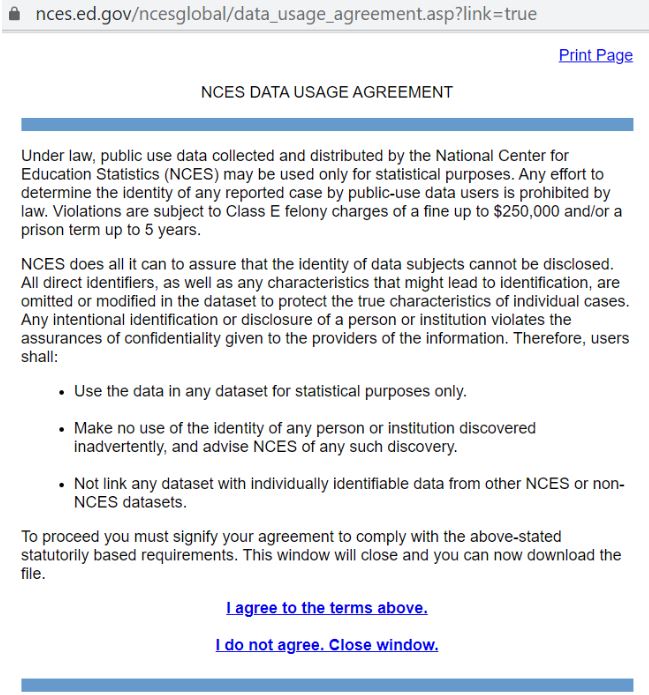 nces.ed.gov/ncesglobal/data_usage_agreement.asp?link=true
Print Page
NCES DATA USAGE AGREEMENT
Under law, public use data collected and distributed by the National Center for
Education Statistics (NCES) may be used only for statistical purposes. Any effort to
determine the identity of any reported case by public-use data users is prohibited by
law. Violations are subject to Class E felony charges of a fine up to $250,000 and/or a
prison term up to 5 years.
NCES does all it can to assure that the identity of data subjects cannot be disclosed.
All direct identifiers, as well as any characteristics that might lead to identification, are
omitted or modified in the dataset to protect the true characteristics of individual cases.
Any intentional identification or disclosure of a person or institution violates the
assurances of confidentiality given to the providers of the information. Therefore, users
shall:
• Use the data in any dataset for statistical purposes only.
• Make no use of the identity of any person or institution discovered
inadvertently, and advise NCES of any such discovery.
• Not link any dataset with individually identifiable data from other NCES or non-
NCES datasets.
To proceed you must signify your agreement to comply with the above-stated
statutorily based requirements. This window will close and you can now download the
file.
I agree to the terms above.
I do not agree. Close window.